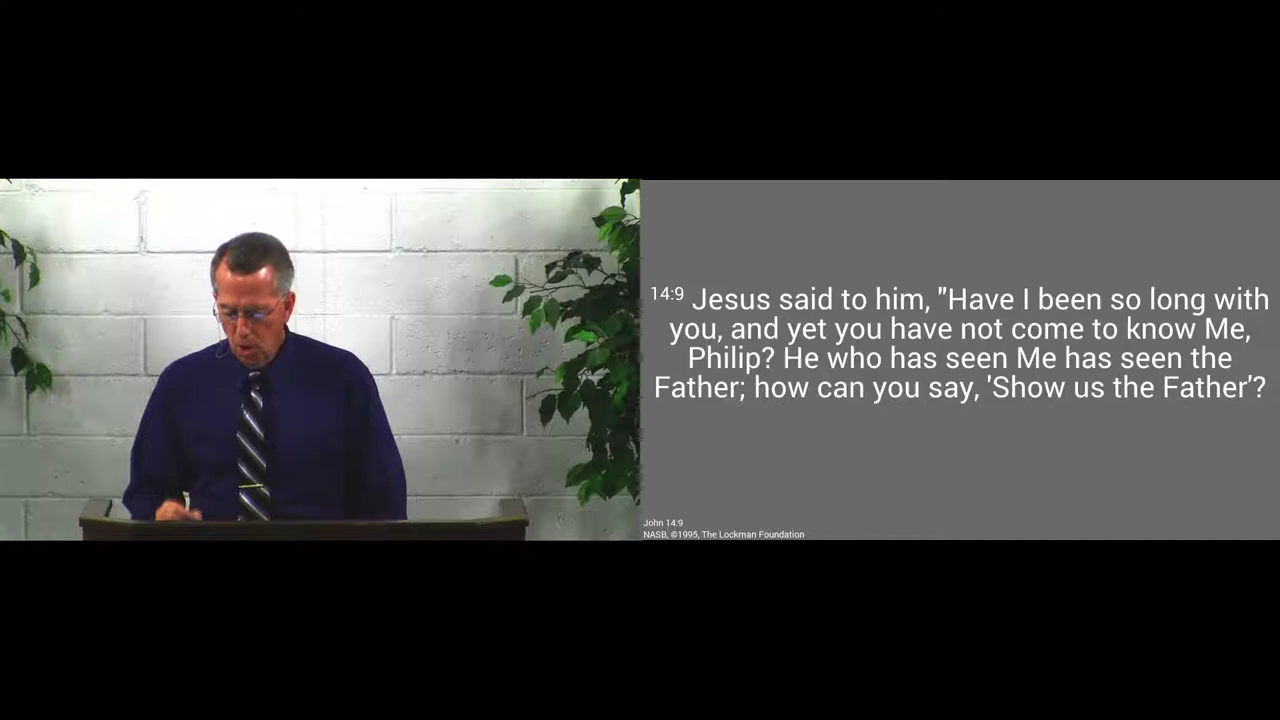 14:9 Jesus said to him, "Have I been so long with
you, and yet you have not come to know Me,
Philip? He who has seen Me has seen the
Father; how can you say, 'Show us the Father'?
John 14:9
NASB, ©1995, The Lockman Foundation